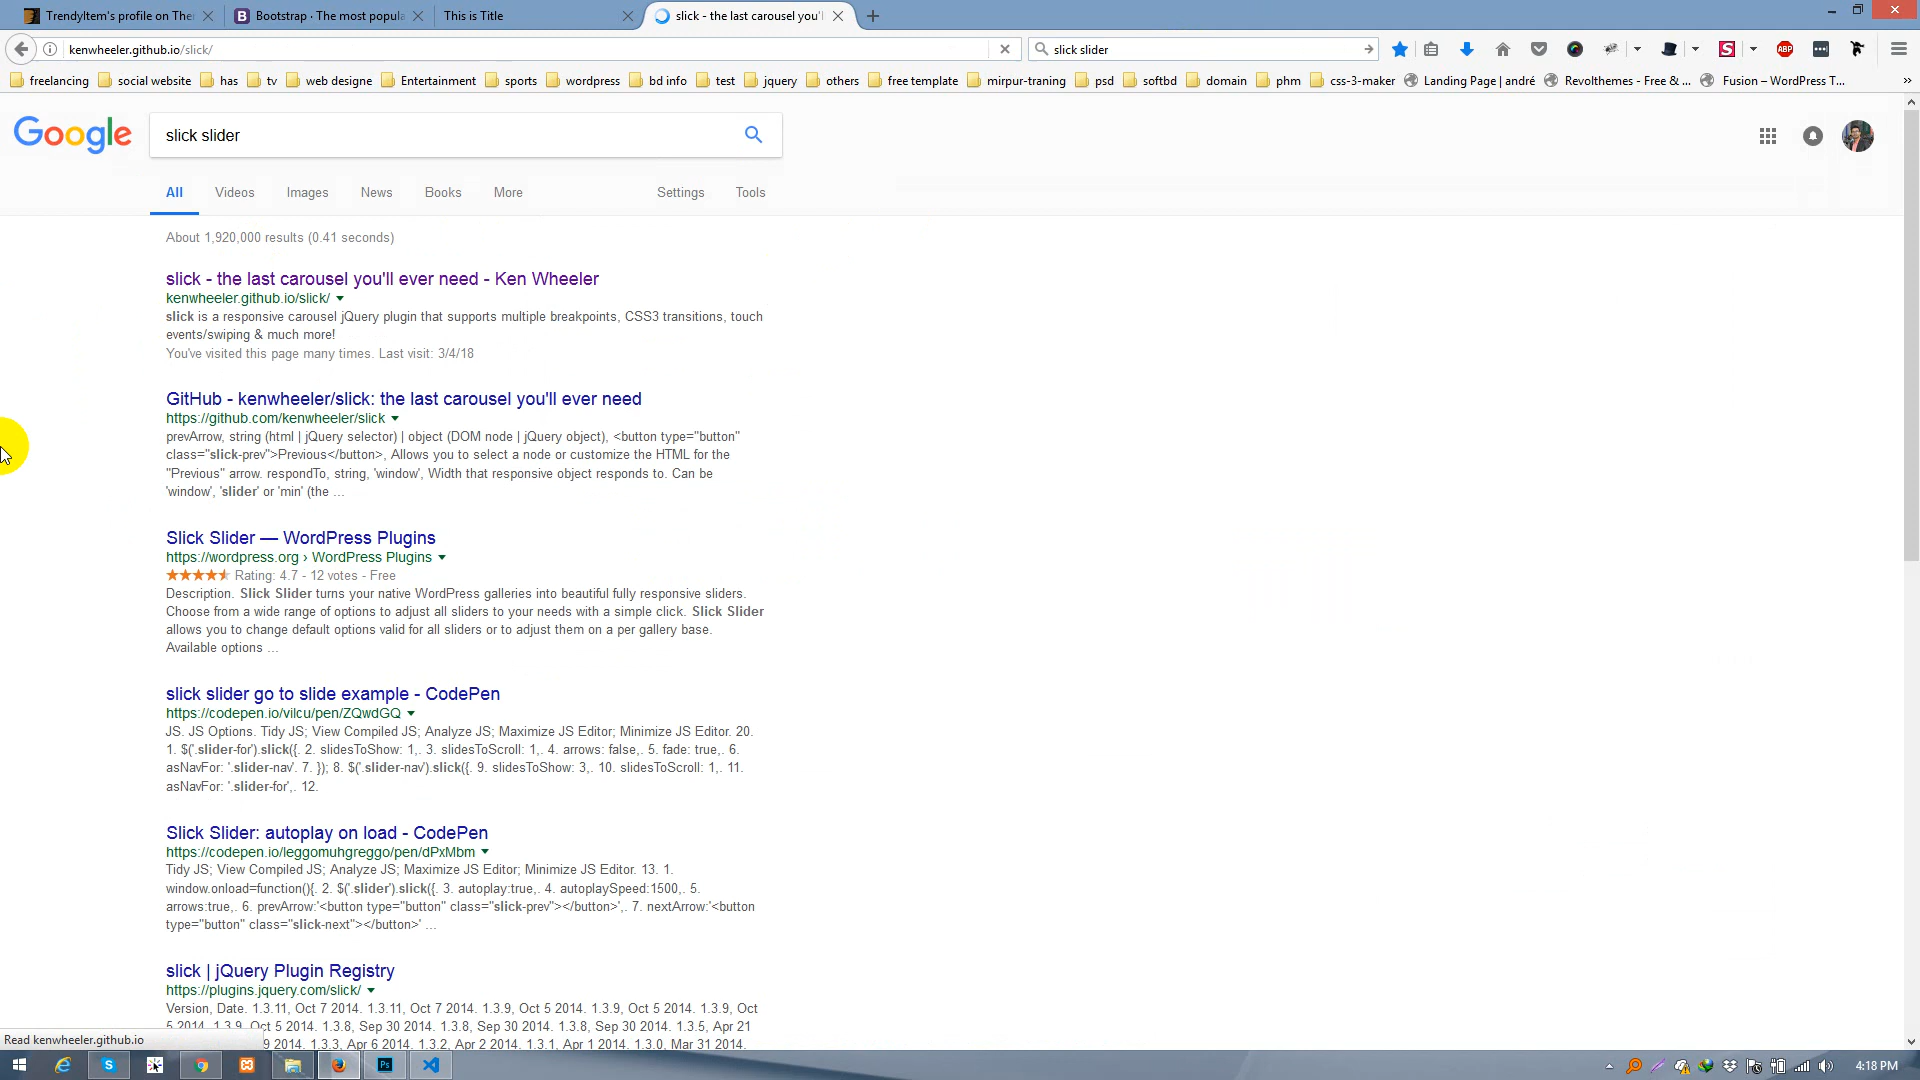 TrendyItem's profile on The
Bootstrap · The most popula
This is Title
slick - the last carousel you'l
kenwheeler.github.io/slick/
slick slider
freelancing social website has tv web designe Entertainment sports wordpress bd info test jquery others free template mirpur-traning psd softbd domain phm css-3-maker Landing Page | andré Revolthemes - Free & ... Fusion – WordPress T...
Google
slick slider
All Videos Images News Books More Settings Tools
About 1,920,000 results (0.41 seconds)
slick - the last carousel you'll ever need - Ken Wheeler
kenwheeler.github.io/slick/
slick is a responsive carousel jQuery plugin that supports multiple breakpoints, CSS3 transitions, touch
events/swiping & much more!
You've visited this page many times. Last visit: 3/4/18
GitHub - kenwheeler/slick: the last carousel you'll ever need
https://github.com/kenwheeler/slick
prevArrow, string (html | jQuery selector) | object (DOM node | jQuery object), <button type="button"
class="slick-prev">Previous</button>, Allows you to select a node or customize the HTML for the
"Previous" arrow. respondTo, string, 'window', Width that responsive object responds to. Can be
'window', 'slider' or 'min' (the ...
Slick Slider — WordPress Plugins
https://wordpress.org › WordPress Plugins
Rating: 4.7 - 12 votes - Free
Description. Slick Slider turns your native WordPress galleries into beautiful fully responsive sliders.
Choose from a wide range of options to adjust all sliders to your needs with a simple click. Slick Slider
allows you to change default options valid for all sliders or to adjust them on a per gallery base.
Available options ...
slick slider go to slide example - CodePen
https://codepen.io/vilcu/pen/ZQwdGQ
JS. JS Options. Tidy JS; View Compiled JS; Analyze JS; Maximize JS Editor; Minimize JS Editor. 20.
1. $('.slider-for').slick({. 2. slidesToShow: 1,. 3. slidesToScroll: 1,. 4. arrows: false,. 5. fade: true,. 6.
asNavFor: '.slider-nav'. 7. }); 8. $('.slider-nav').slick({. 9. slidesToShow: 3,. 10. slidesToScroll: 1,. 11.
asNavFor: '.slider-for',. 12.
Slick Slider: autoplay on load - CodePen
https://codepen.io/leggomuhgreggo/pen/dPxMbm
Tidy JS; View Compiled JS; Analyze JS; Maximize JS Editor; Minimize JS Editor. 13. 1.
window.onload=function(){. 2. $('.slider').slick({. 3. autoplay:true,. 4. autoplaySpeed:1500,. 5.
arrows:true,. 6. prevArrow:'<button type="button" class="slick-prev"></button>',. 7. nextArrow:'<button
type="button" class="slick-next"></button>' ...
slick | jQuery Plugin Registry
https://plugins.jquery.com/slick/
Version, Date. 1.3.11, Oct 7 2014. 1.3.11, Oct 7 2014. 1.3.9, Oct 5 2014. 1.3.9, Oct 5 2014. 1.3.9, Oct
5 2014. 1.3.9, Oct 5 2014. 1.3.8, Sep 30 2014. 1.3.8, Sep 30 2014. 1.3.8, Sep 30 2014. 1.3.5, Apr 21
9 2014. 1.3.3, Apr 6 2014. 1.3.2, Apr 2 2014. 1.3.1, Apr 1 2014. 1.3.0, Mar 31 2014.
Read kenwheeler.github.io
4:18 PM